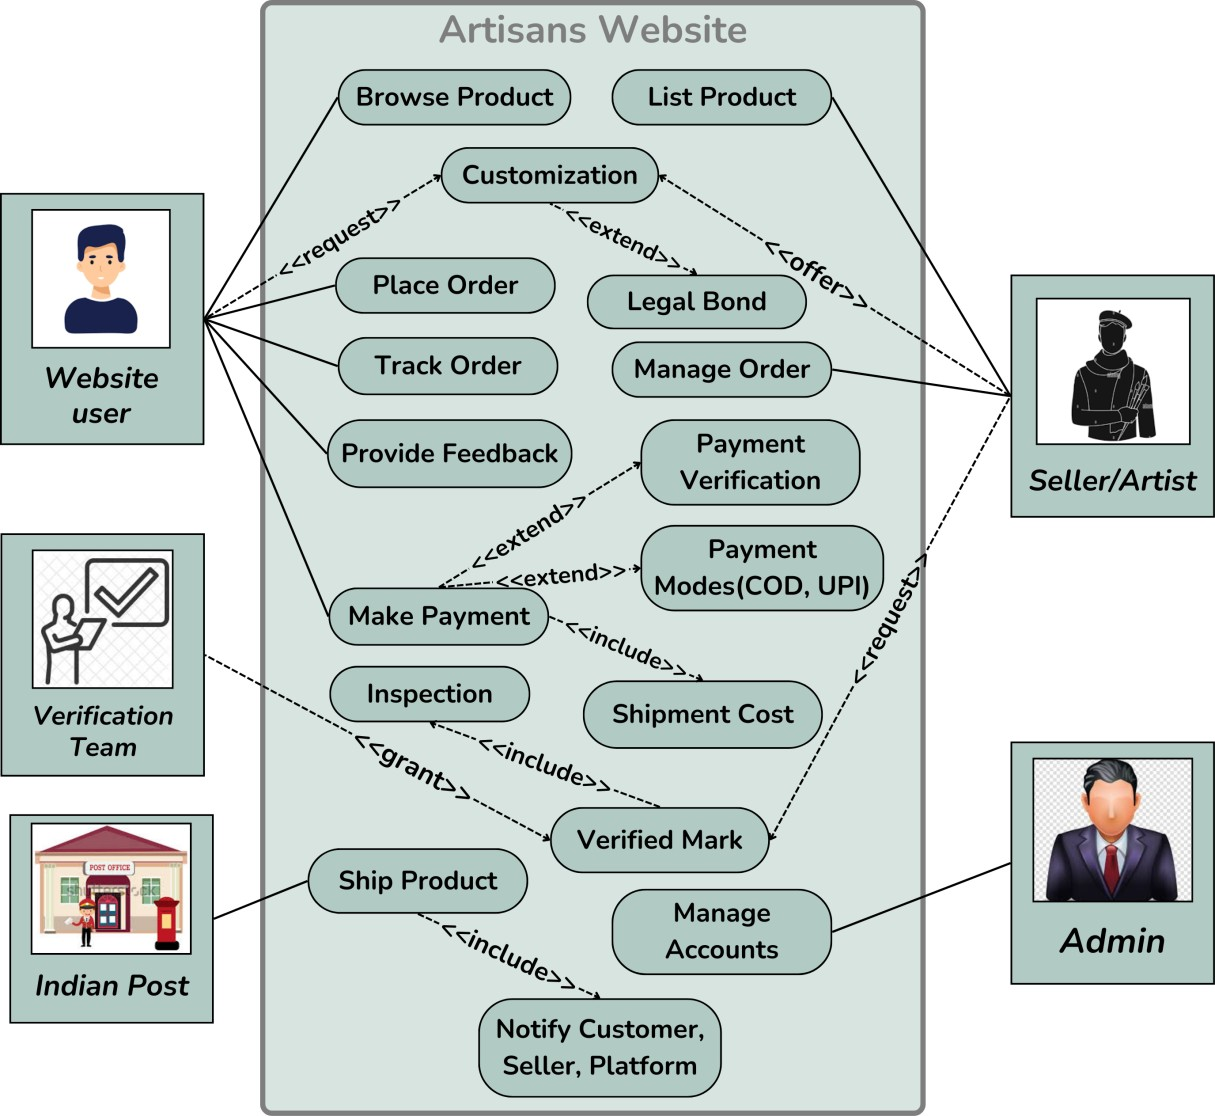 Artisans Website
Browse Product
List Product
Customization
<<request>>
<<extend>>
<<offer>>
Place Order
Legal Bond
Track Order
Manage Order
Website
user
Provide Feedback
Payment
Verification
Seller/Artist
<<extend>>
Payment
Modes(COD, UPI)
<<extend>>
Make Payment
<<request>>
<<include>>
Inspection
Shipment Cost
Verification
Team
<<grant>>
<<include>>
Verified Mark
POST OFFICE
Ship Product
Manage
Accounts
Admin
<<include>>
Indian Post
Notify Customer,
Seller, Platform